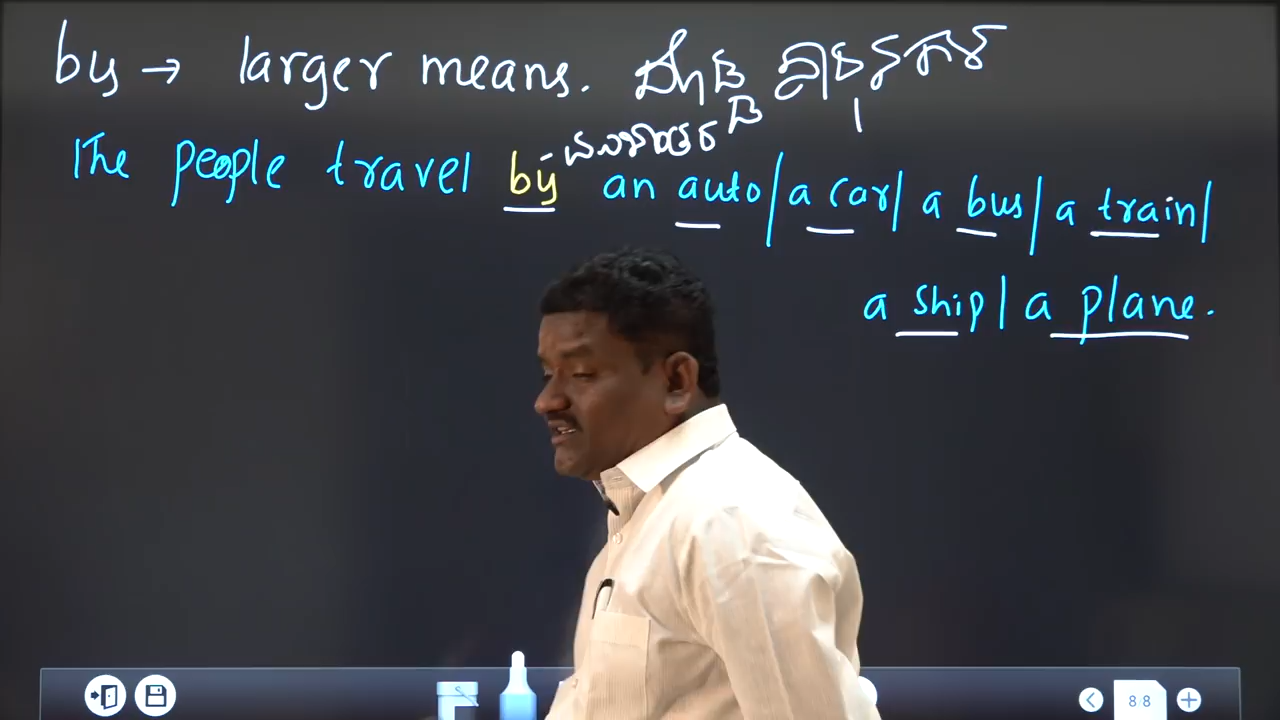 by → larger means.
The people travel by an auto/a car/ a bus/ a train/
a ship/ a plane.
88